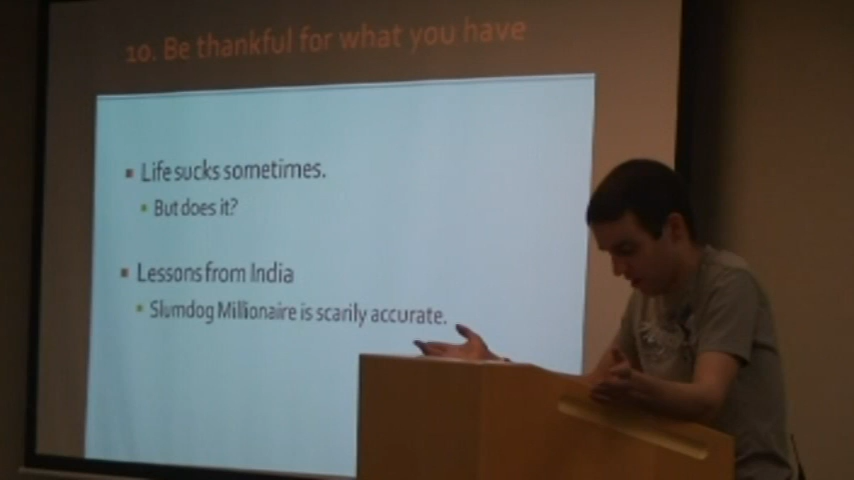 10. Be thankful for what you have
Life sucks sometimes.
But does it?
Lessons from India
Slumdog Millionaire is scarily accurate.